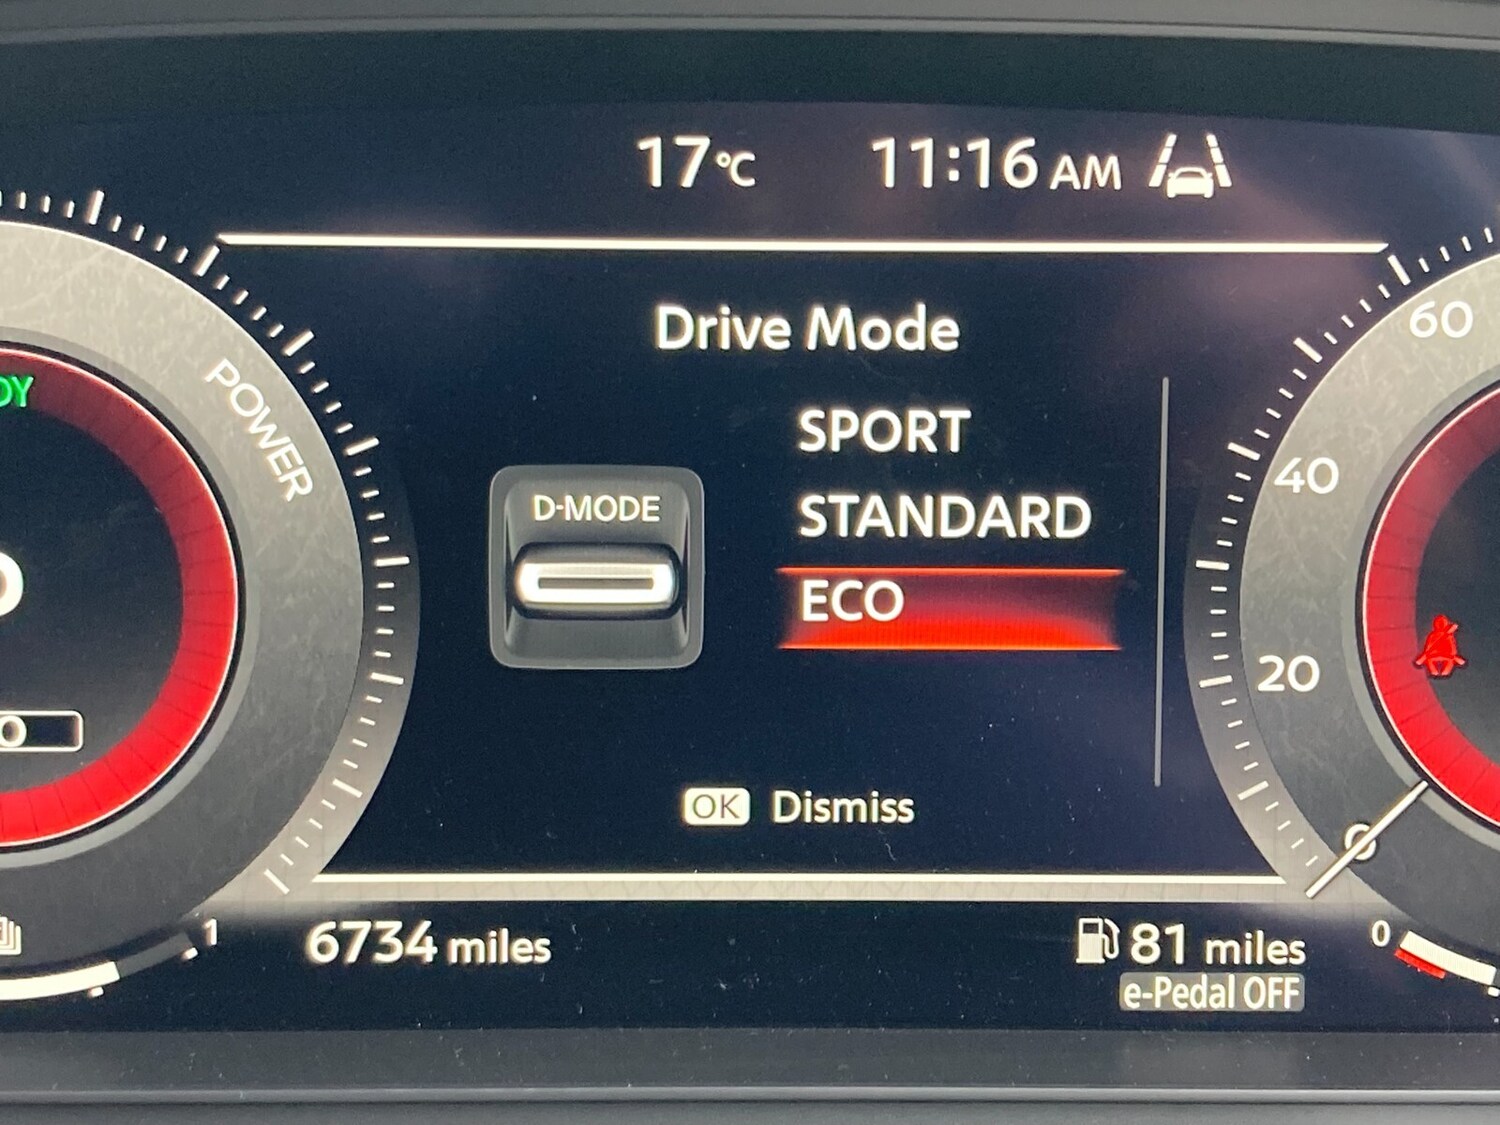 17°C 11:16 AM
Drive Mode
POWER
D-MODE
SPORT
STANDARD
ECO
OK Dismiss
60
40
20
0
1
6734 miles
81 miles
0
e-Pedal OFF